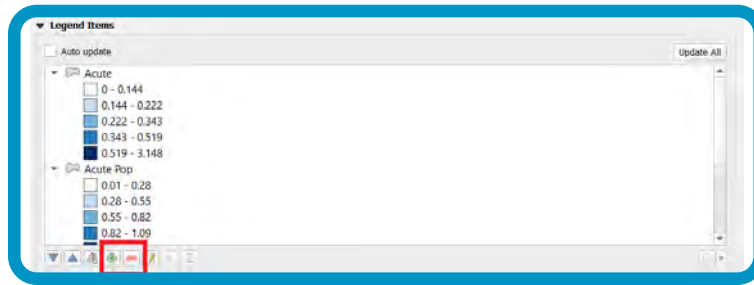 Legend Items
Auto update Update All
Acute
0 - 0.144
0.144 - 0.222
0.222 - 0.343
0.343 - 0.519
0.519 - 3.148
Acute Pop
0.01 - 0.28
0.28 - 0.55
0.55 - 0.82
0.82 - 1.09